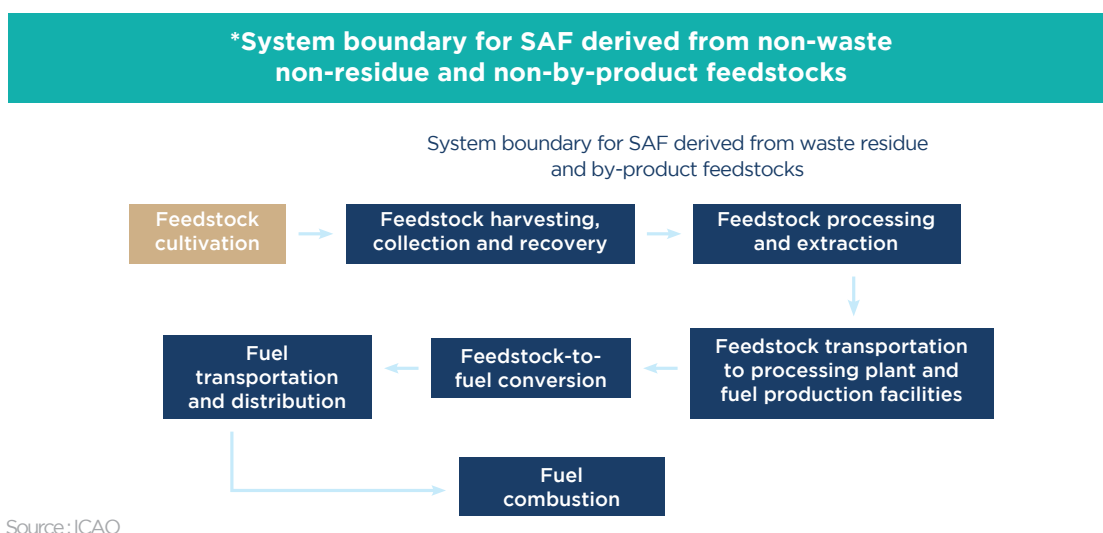 *System boundary for SAF derived from non-waste
non-residue and non-by-product feedstocks
System boundary for SAF derived from waste residue
and by-product feedstocks
Feedstock
cultivation
Feedstock harvesting,
collection and recovery
Feedstock processing
and extraction
Feedstock transportation
to processing plant and
fuel production facilities
Feedstock-to-
fuel conversion
Fuel
transportation
and distribution
Fuel
combustion
Source : ICAO